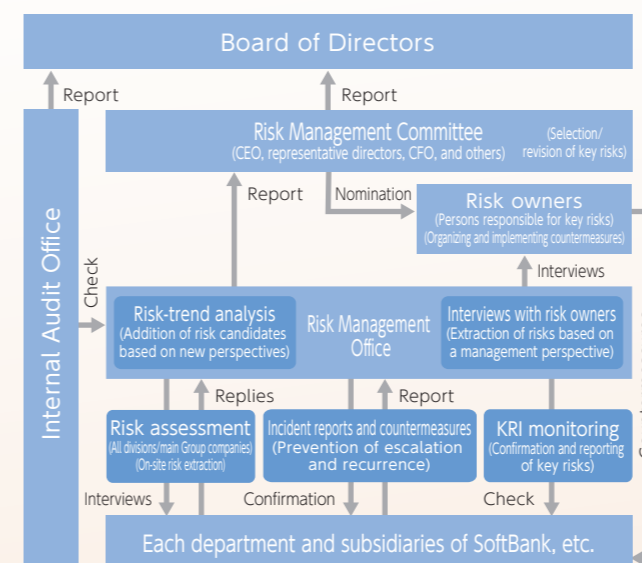 Board of Directors
Report
Report
Risk Management Committee
(CEO, representative directors, CFO, and others)
(Selection/
revision of key risks)
Report
Nomination
Risk owners
(Persons responsible for key risks)
(Organizing and implementing countermeasures)
Internal Audit Office
Check
Interviews
Risk-trend analysis
(Addition of risk candidates
based on new perspectives)
Risk Management
Office
Interviews with risk owners
(Extraction of risks based on
a management perspective)
Replies
Report
Risk assessment
(All divisions/main Group companies)
(On-site risk extraction)
Incident reports and countermeasures
(Prevention of escalation
and recurrence)
KRI monitoring
(Confirmation and reporting
of key risks)
Interviews
Confirmation
Check
Each department and subsidiaries of SoftBank, etc.